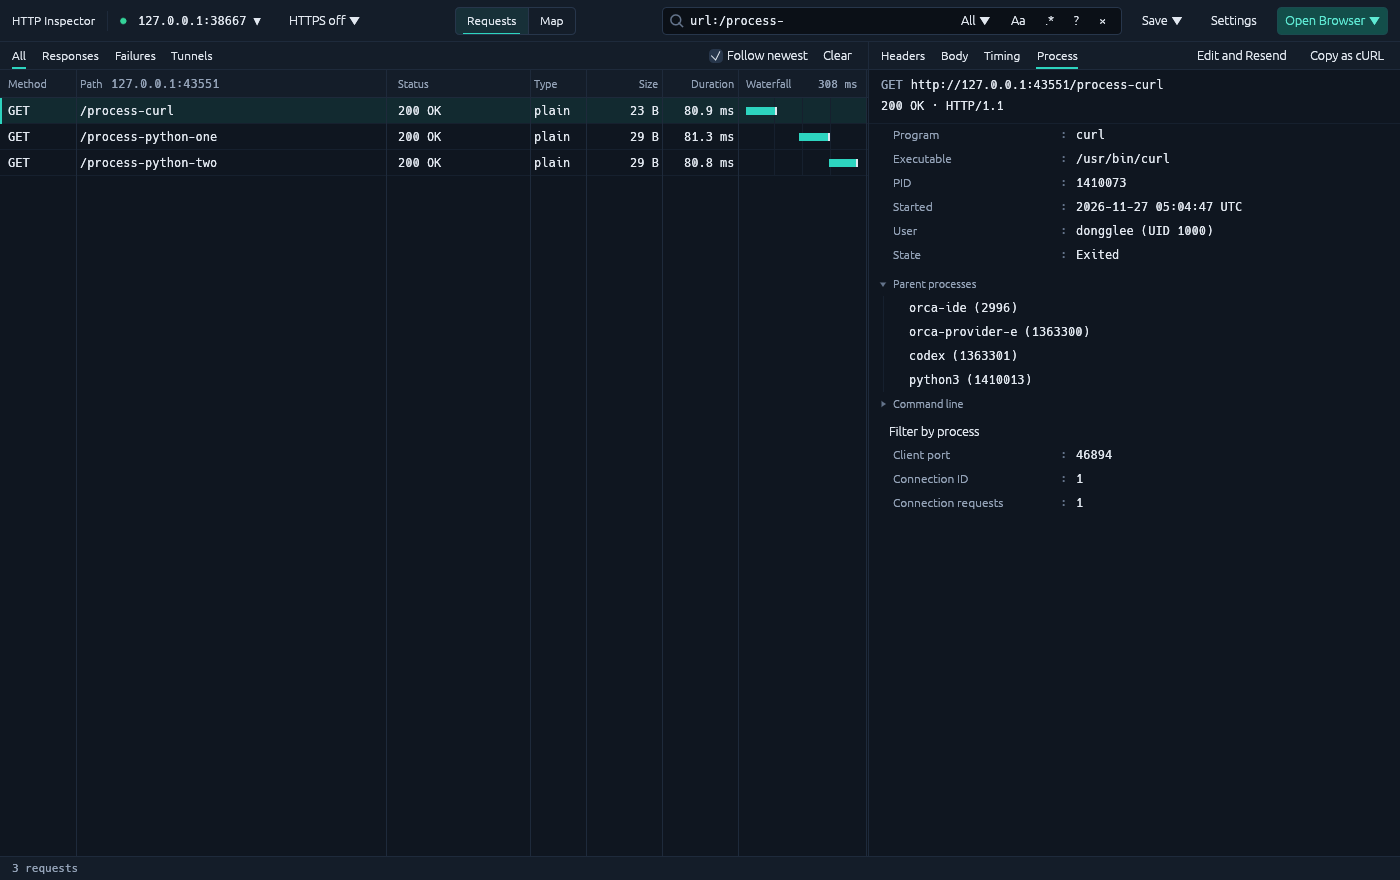 HTTP Inspector 127.0.0.1:38667 ▼ HTTPS off ▼ Requests Map url:/process- All ▼ Aa .* ? × Save ▼ Settings Open Browser ▼
All Responses Failures Tunnels Follow newest Clear
Method Path 127.0.0.1:43551 Status Type Size Duration Waterfall 308 ms
GET /process-curl 200 OK plain 23 B 80.9 ms
GET /process-python-one 200 OK plain 29 B 81.3 ms
GET /process-python-two 200 OK plain 29 B 80.8 ms
Headers Body Timing Process Edit and Resend Copy as cURL
GET http://127.0.0.1:43551/process-curl
200 OK · HTTP/1.1
Program : curl
Executable : /usr/bin/curl
PID : 1410073
Started : 2026-11-27 05:04:47 UTC
User : dongglee (UID 1000)
State : Exited
Parent processes
orca-ide (2996)
orca-provider-e (1363300)
codex (1363301)
python3 (1410013)
Command line
Filter by process
Client port : 46894
Connection ID : 1
Connection requests : 1
3 requests